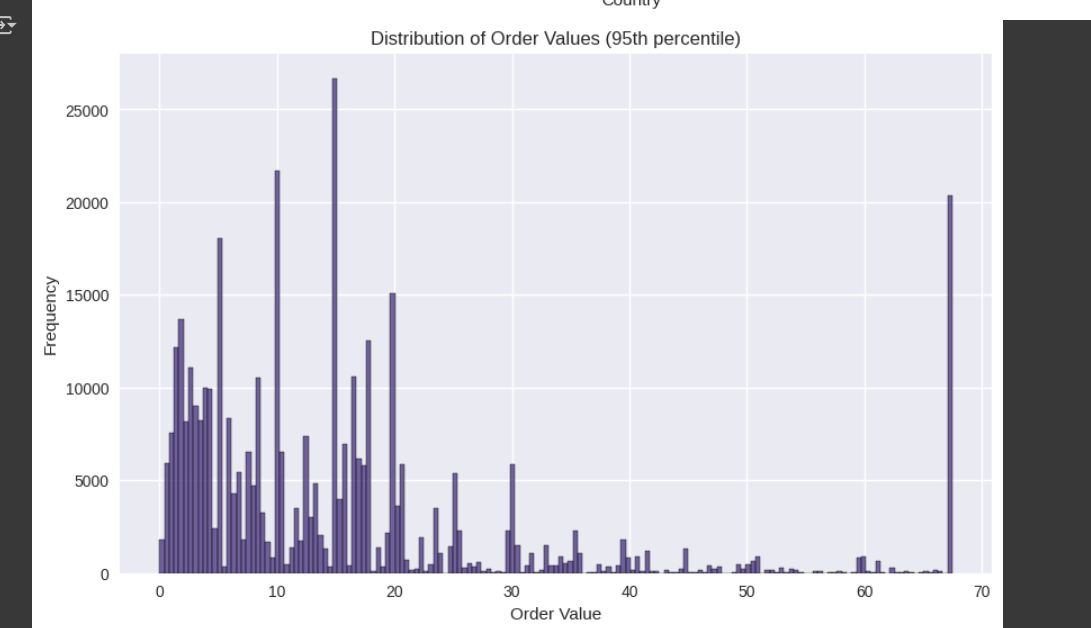 Country
Distribution of Order Values (95th percentile)
25000
20000
15000
10000
5000
0
Frequency
0 10 20 30 40 50 60 70
Order Value